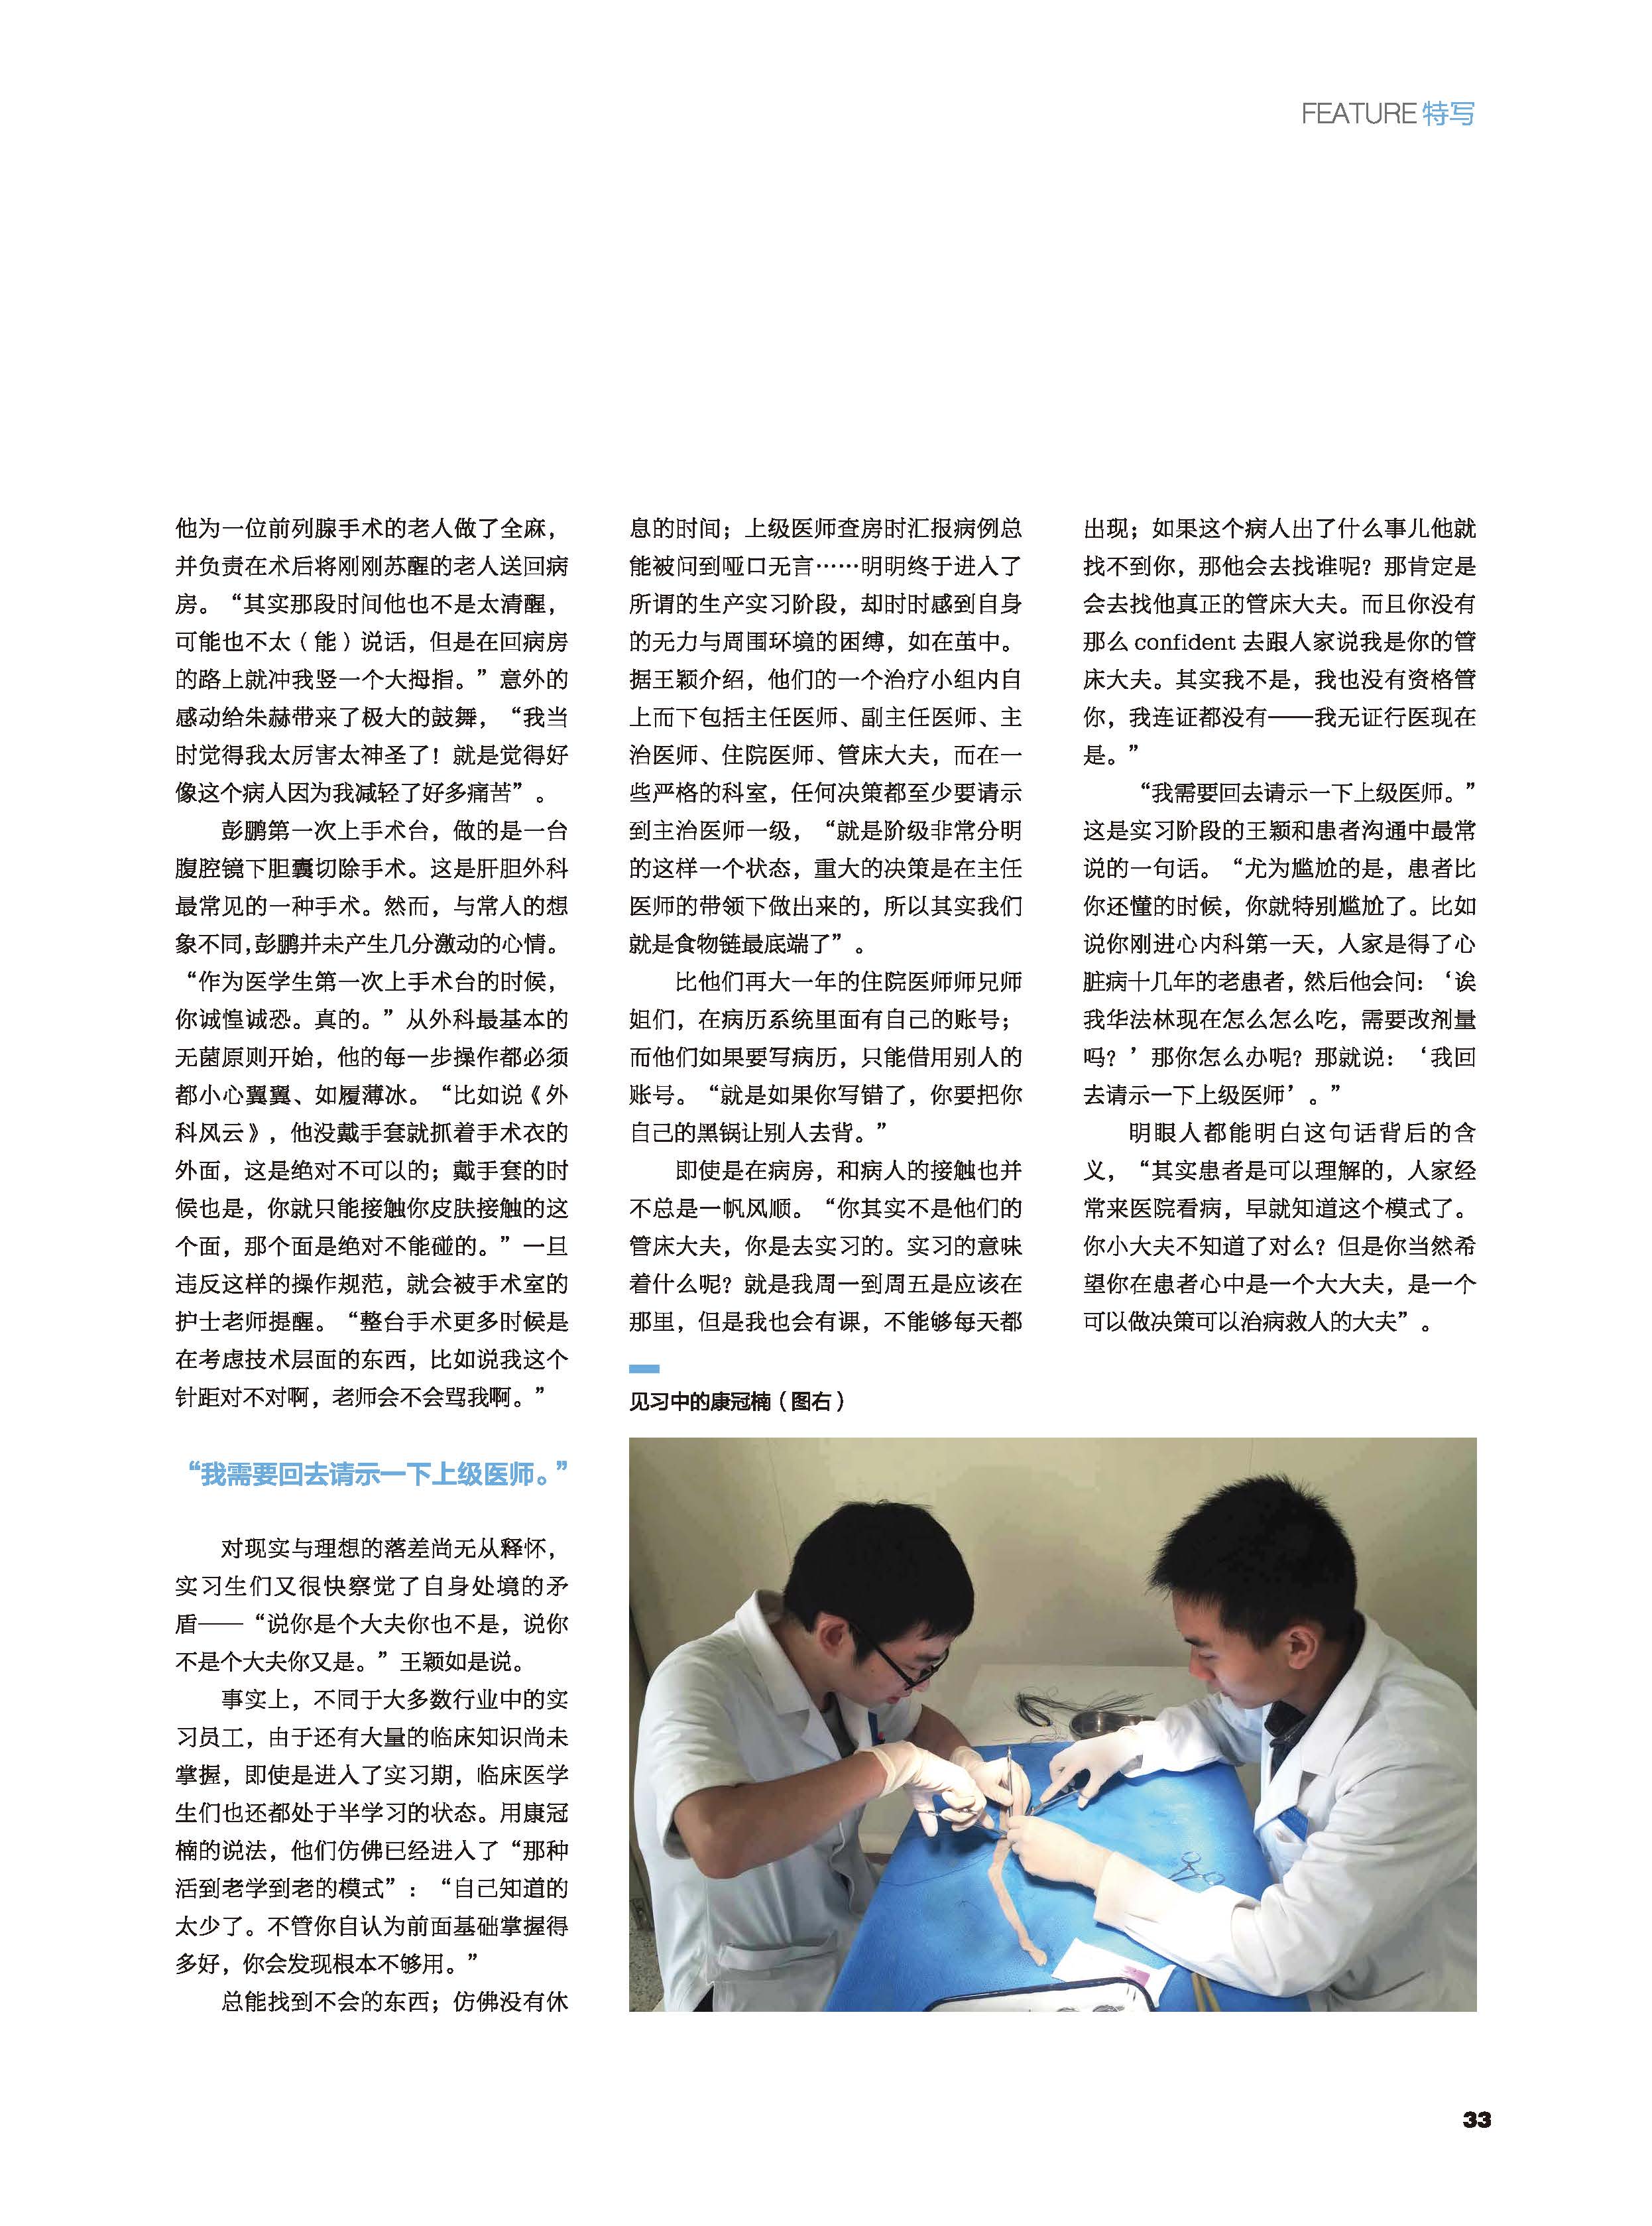 FEATURE 特写
他为一位前列腺手术的老人做了全麻，
并负责在术后将刚刚苏醒的老人送回病
房。“其实那段时间他也不是太清醒，
可能也不太（能）说话，但是在回病房
的路上就冲我竖一个大拇指。”意外的
感动给朱赫带来了极大的鼓舞，“我当
时觉得我太厉害太神圣了！就是觉得好
像这个病人因为我减轻了好多痛苦”。
彭鹏第一次上手术台，做的是一台
腹腔镜下胆囊切除手术。这是肝胆外科
最常见的一种手术。然而，与常人的想
象不同，彭鹏并未产生几分激动的心情。
“作为医学生第一次上手术台的时候，
你诚惶诚恐。真的。”从外科最基本的
无菌原则开始，他的每一步操作都必须
都小心翼翼、如履薄冰。“比如说《外
科风云》，他没戴手套就抓着手术衣的
外面，这是绝对不可以的；戴手套的时
候也是，你就只能接触你皮肤接触的这
个面，那个面是绝对不能碰的。”一旦
违反这样的操作规范，就会被手术室的
护士老师提醒。“整台手术更多时候是
在考虑技术层面的东西，比如说我这个
针距对不对啊，老师会不会骂我啊。”
“我需要回去请示一下上级医师。”
对现实与理想的落差尚无从释怀，
实习生们又很快察觉了自身处境的矛
盾——“说你是个大夫你也不是，说你
不是个大夫你又是。”王颖如是说。
事实上，不同于大多数行业中的实
习员工，由于还有大量的临床知识尚未
掌握，即使是进入了实习期，临床医学
生们也还都处于半学习的状态。用康冠
楠的说法，他们仿佛已经进入了“那种
活到老学到老的模式”：“自己知道的
太少了。不管你自认为前面基础掌握得
多好，你会发现根本不够用。”
总能找到不会的东西；仿佛没有休
息的时间；上级医师查房时汇报病例总
能被问到哑口无言……明明终于进入了
所谓的生产实习阶段，却时时感到自身
的无力与周围环境的困缚，如在茧中。
据王颖介绍，他们的一个治疗小组内自
上而下包括主任医师、副主任医师、主
治医师、住院医师、管床大夫，而在一
些严格的科室，任何决策都至少要请示
到主治医师一级，“就是阶级非常分明
的这样一个状态，重大的决策是在主任
医师的带领下做出来的，所以其实我们
就是食物链最底端了”。
比他们再大一年的住院医师师兄师
姐们，在病历系统里面有自己的账号；
而他们如果要写病历，只能借用别人的
账号。“就是如果你写错了，你要把你
自己的黑锅让别人去背。”
即使是在病房，和病人的接触也并
不总是一帆风顺。“你其实不是他们的
管床大夫，你是去实习的。实习的意味
着什么呢？就是我周一到周五是应该在
那里，但是我也会有课，不能够每天都
出现；如果这个病人出了什么事儿他就
找不到你，那他会去找谁呢？那肯定是
会去找他真正的管床大夫。而且你没有
那么 confident 去跟人家说我是你的管
床大夫。其实我不是，我也没有资格管
你，我连证都没有——我无证行医现在
是。”
“我需要回去请示一下上级医师。”
这是实习阶段的王颖和患者沟通中最常
说的一句话。“尤为尴尬的是，患者比
你还懂的时候，你就特别尴尬了。比如
说你刚进心内科第一天，人家是得了心
脏病十几年的老患者，然后他会问：‘诶
我华法林现在怎么怎么吃，需要改剂量
吗？’那你怎么办呢？那就说：‘我回
去请示一下上级医师’。”
明眼人都能明白这句话背后的含
义，“其实患者是可以理解的，人家经
常来医院看病，早就知道这个模式了。
你小大夫不知道了对么？但是你当然希
望你在患者心中是一个大大夫，是一个
可以做决策可以治病救人的大夫”。
见习中的康冠楠（图右）
33